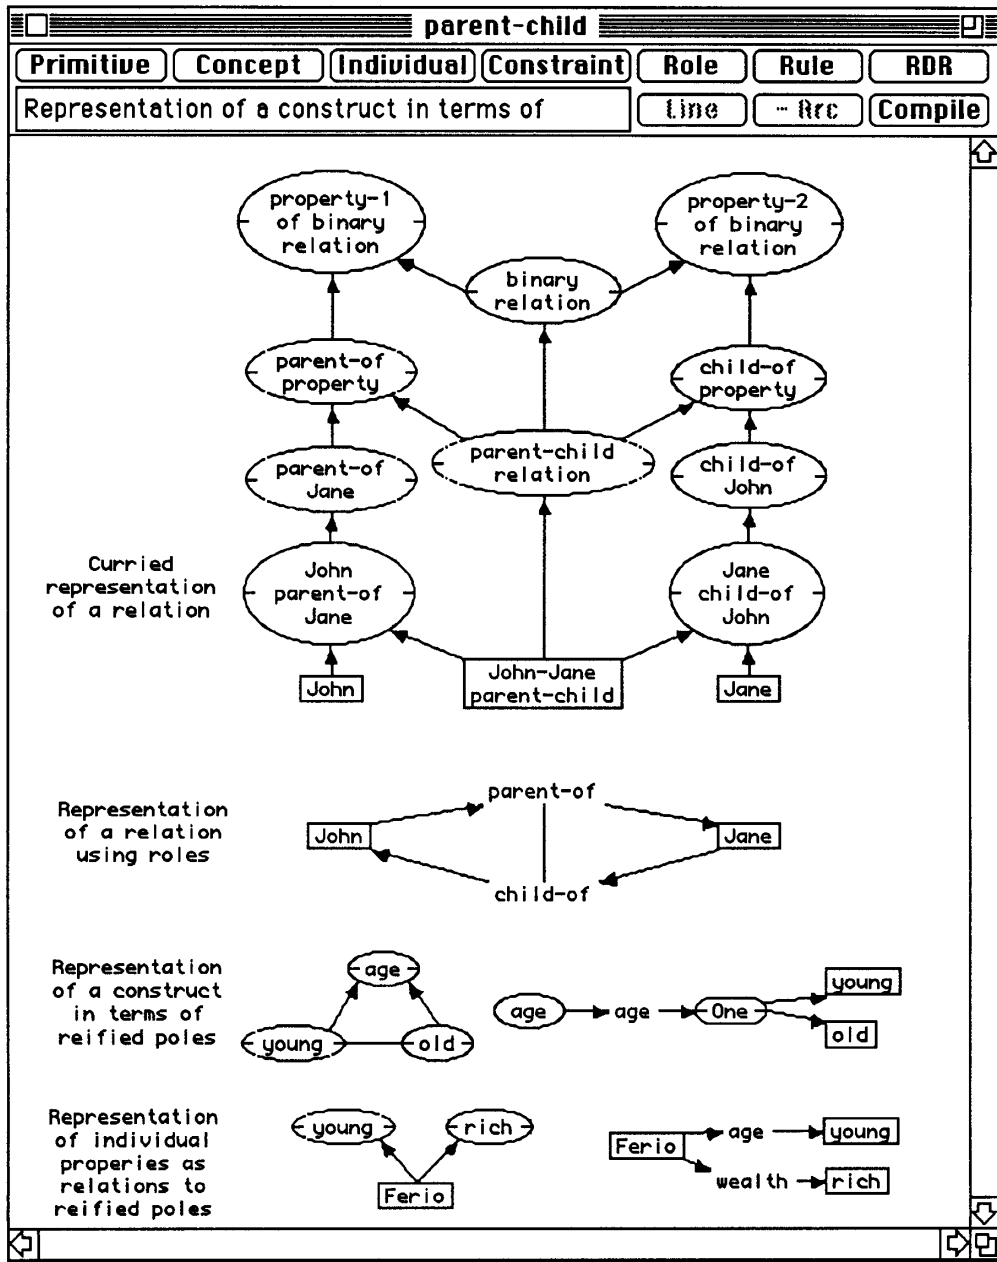 parent-child
Primitive Concept Individual Constraint Role Rule RDR
Representation of a construct in terms of
Line Arc Compile
property-1
of binary
relation
property-2
of binary
relation
binary
relation
parent-of
property
child-of
property
parent-child
relation
parent-of
Jane
child-of
John
Curried
representation
of a relation
John
parent-of
Jane
Jane
child-of
John
John
John-Jane
parent-child
Jane
Representation
of a relation
using roles
parent-of
John
Jane
child-of
Representation
of a construct
in terms of
reified poles
age
young
old
age
age
One
young
old
Representation
of individual
properies as
relations to
reified poles
young
rich
Ferio
Ferio
age
young
wealth
rich